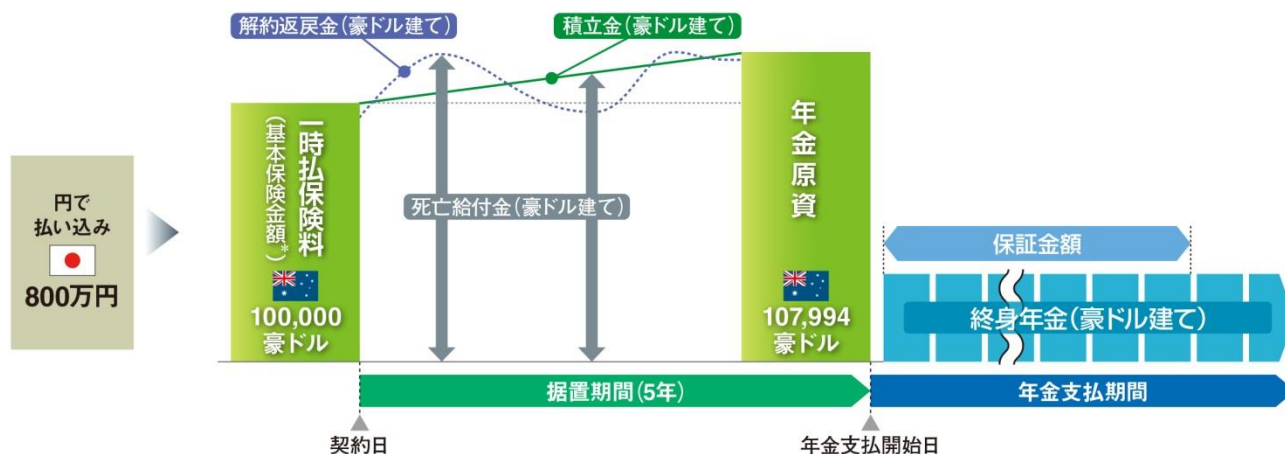 解約返戻金(豪ドル建て)
積立金(豪ドル建て)
円で
払い込み
800万円
一時払保険料
(基本保険金額*)
100,000
豪ドル
死亡給付金(豪ドル建て)
年金原資
107,994
豪ドル
保証金額
終身年金(豪ドル建て)
据置期間(5年)
年金支払期間
契約日
年金支払開始日